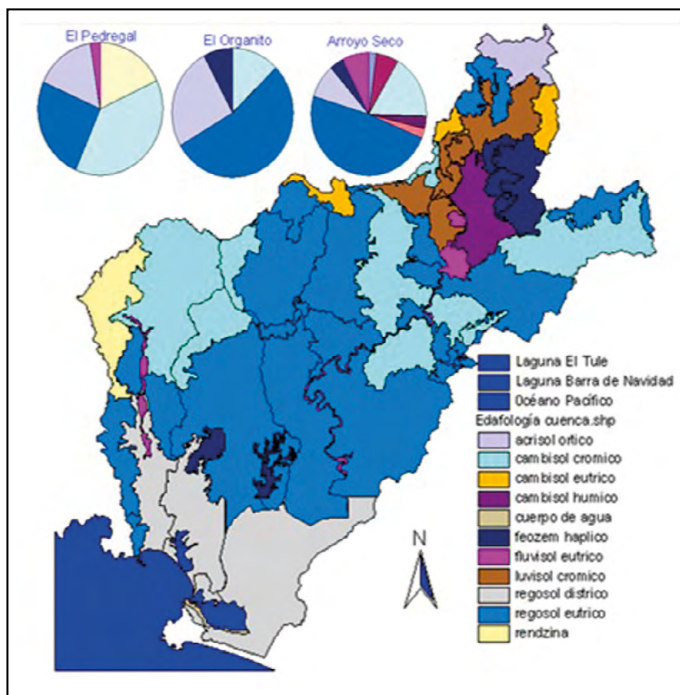 El Pedregal
El Organito
Arroyo Seco
Laguna El Tule
Laguna Barra de Navidad
Océano Pacífico
Edafología cuenca.shp
acrisol ortico
cambisol cromico
cambisol eutrico
cambisol humico
cuerpo de agua
feozem haplico
fluvisol eutrico
luvisol cromico
regosol districo
regosol eutrico
rendzina
N